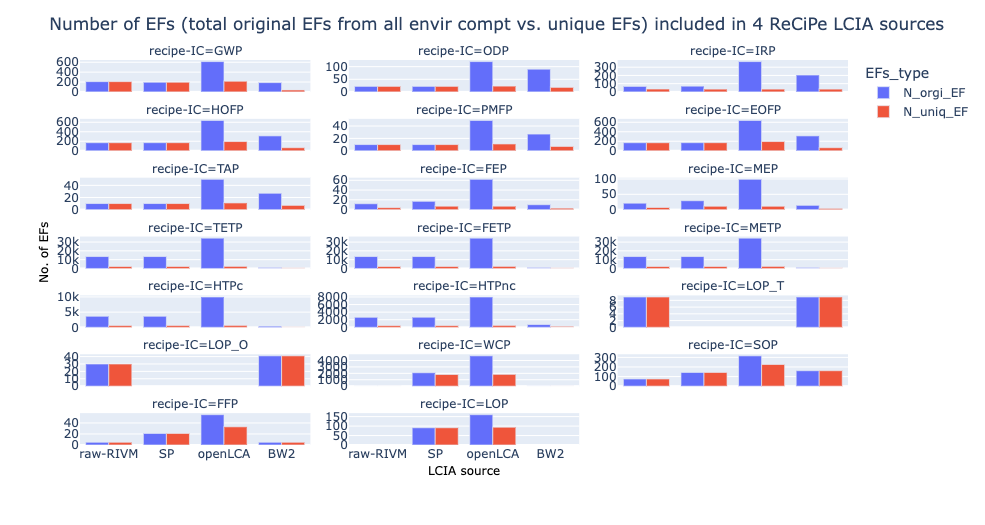 Number of EFs (total original EFs from all envir compt vs. unique EFs) included in 4 ReCiPe LCIA sources
recipe-IC=GWP
recipe-IC=ODP
recipe-IC=IRP
600
400
200
0
100
50
0
300
200
100
0
EFs_type
N_orgi_EF
N_uniq_EF
recipe-IC=HOFP
recipe-IC=PMFP
recipe-IC=EOFP
600
400
200
0
40
20
0
600
400
200
0
recipe-IC=TAP
recipe-IC=FEP
recipe-IC=MEP
40
20
0
60
40
20
0
100
50
0
No. of EFs
recipe-IC=TETP
recipe-IC=FETP
recipe-IC=METP
30k
20k
10k
0
30k
20k
10k
0
30k
20k
10k
0
recipe-IC=HTPc
recipe-IC=HTPnc
recipe-IC=LOP_T
10k
5k
0
8000
6000
4000
2000
0
8
6
4
2
0
recipe-IC=LOP_O
recipe-IC=WCP
recipe-IC=SOP
40
30
20
10
0
4000
3000
2000
1000
0
300
200
100
0
recipe-IC=FFP
recipe-IC=LOP
40
20
0
150
100
50
0
raw-RIVM
SP
openLCA
BW2
raw-RIVM
SP
openLCA
BW2
LCIA source